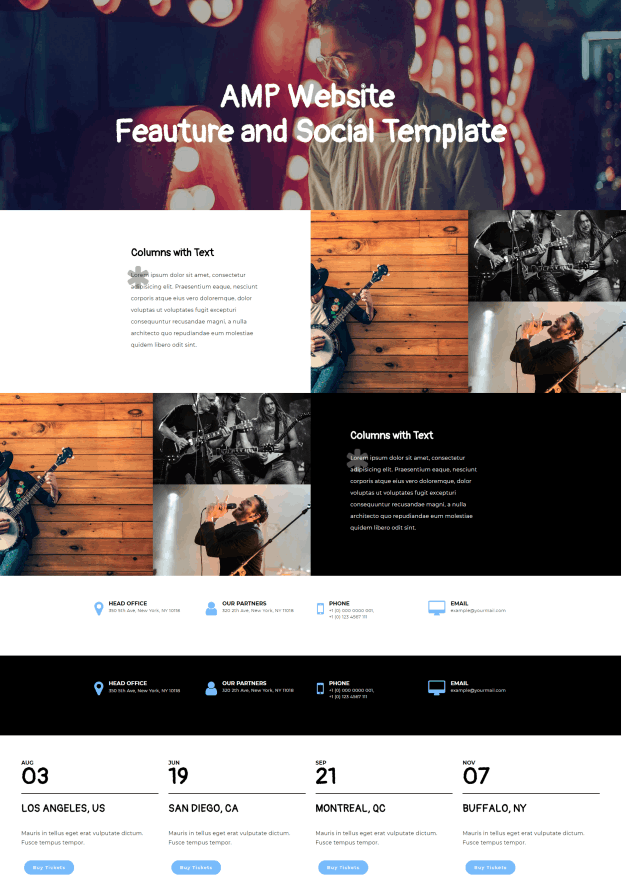 AMP Website
Feauture and Social Template
Columns with Text
Lorem ipsum dolor sit amet, consectetur
adipisicing elit. Praesentium eaque, nesciunt
corporis atque eius vero doloremque, dolor
voluptas ut voluptates fugit excepturi
consequuntur recusandae magni, a nulla
architecto quo repudiandae eum molestiae
quidem libero odit sint.
Columns with Text
Lorem ipsum dolor sit amet, consectetur
adipisicing elit. Praesentium eaque, nesciunt
corporis atque eius vero doloremque, dolor
voluptas ut voluptates fugit excepturi
consequuntur recusandae magni, a nulla
architecto quo repudiandae eum molestiae
quidem libero odit sint.
HEAD OFFICE
350 5th Ave, New York, NY 10118
OUR PARTNERS
320 2th Ave, New York, NY 10118
PHONE
+1 (0) 000 0000 001,
+1 (0) 123 4567 111
EMAIL
example@yourmail.com
HEAD OFFICE
350 5th Ave, New York, NY 10118
OUR PARTNERS
320 2th Ave, New York, NY 10118
PHONE
+1 (0) 000 0000 001,
+1 (0) 123 4567 111
EMAIL
example@yourmail.com
AUG
03
LOS ANGELES, US
Mauris in tellus eget erat vulputate dictum.
Fusce tempus tempor.
Buy Tickets
JUN
19
SAN DIEGO, CA
Mauris in tellus eget erat vulputate dictum.
Fusce tempus tempor.
Buy Tickets
SEP
21
MONTREAL, QC
Mauris in tellus eget erat vulputate dictum.
Fusce tempus tempor.
Buy Tickets
NOV
07
BUFFALO, NY
Mauris in tellus eget erat vulputate dictum.
Fusce tempus tempor.
Buy Tickets